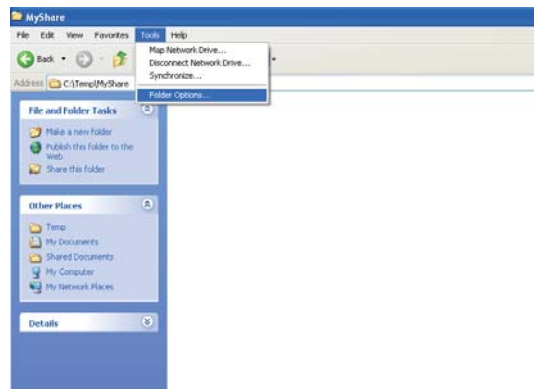 MyShare
File Edit View Favorites Tools Help
Back
Map Network Drive...
Disconnect Network Drive...
Synchronize...
Folder Options...
Address C:\Temp\MyShare
File and Folder Tasks
Make a new folder
Publish this folder to the
Web
Share this folder
Other Places
Temp
My Documents
Shared Documents
My Computer
My Network Places
Details